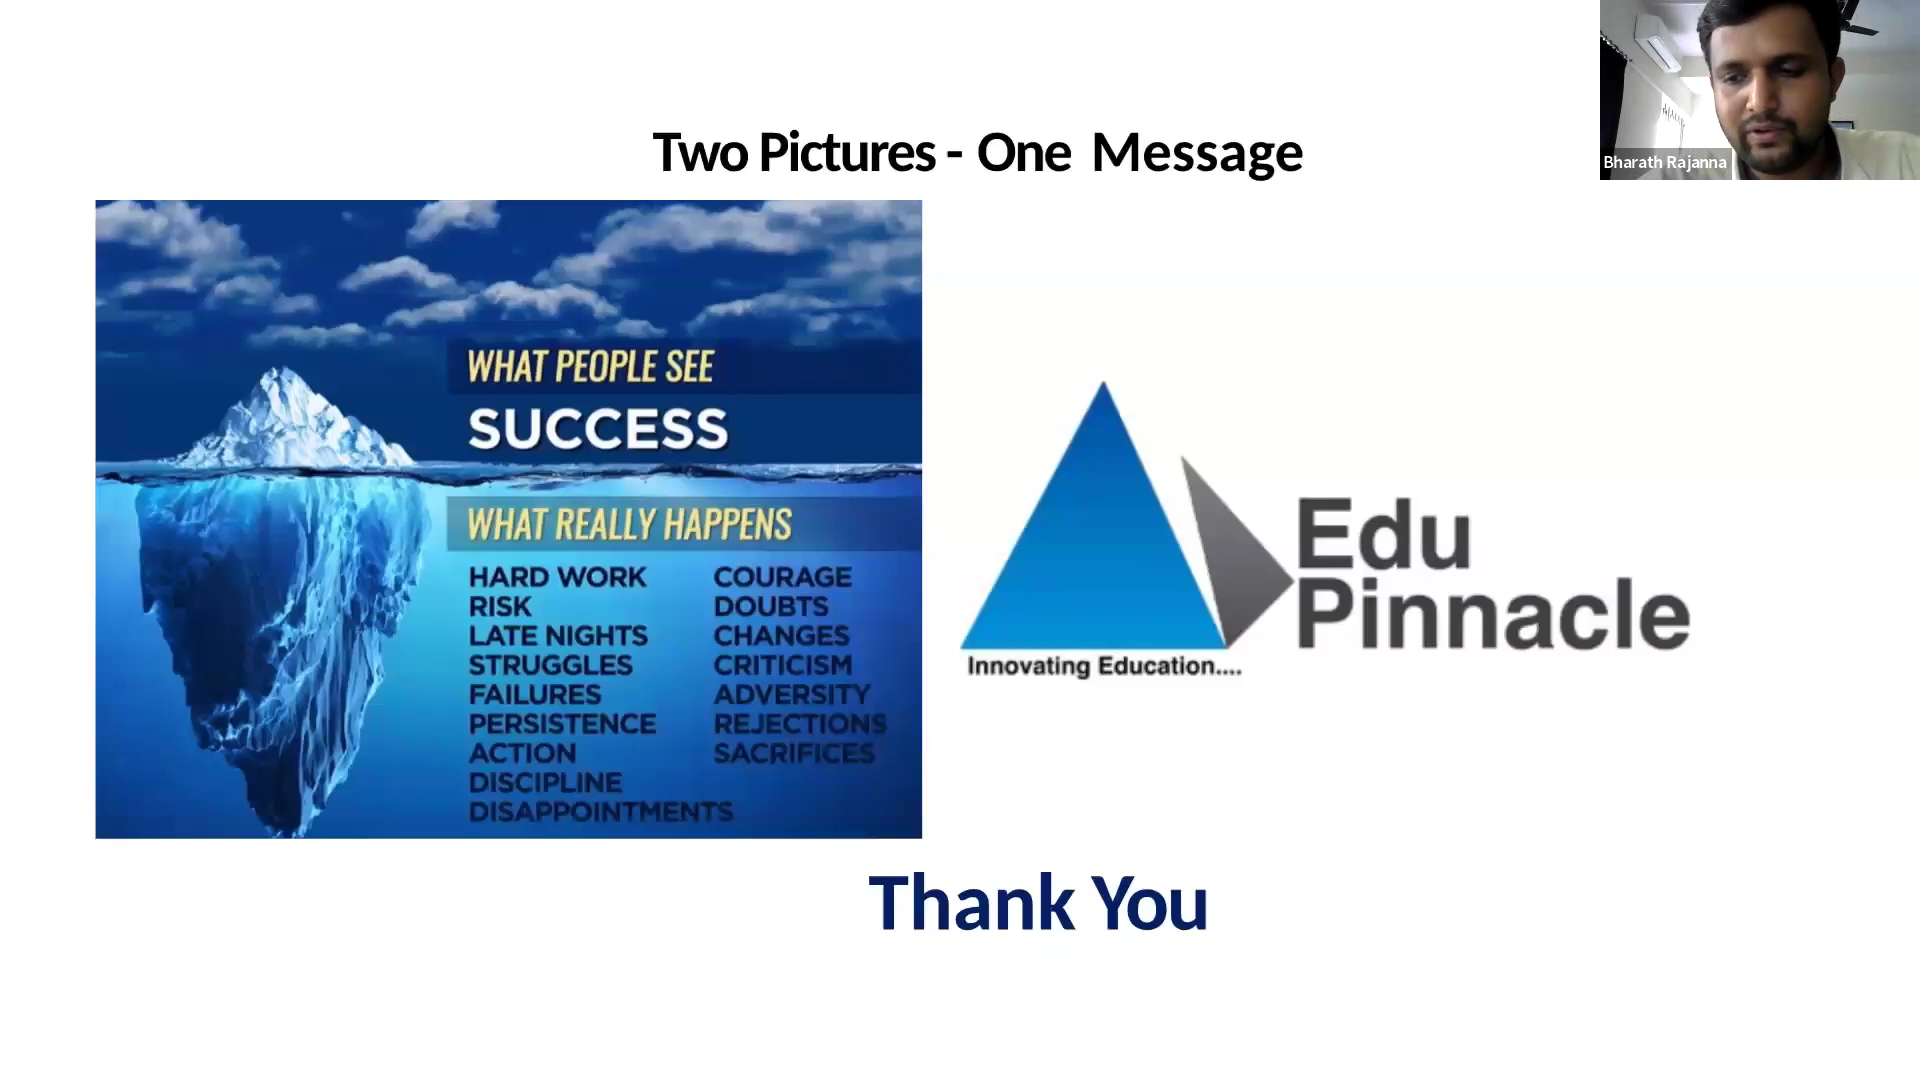 Two Pictures - One Message
Bharath Rajanna
WHAT PEOPLE SEE
SUCCESS
WHAT REALLY HAPPENS
HARD WORK
RISK
LATE NIGHTS
STRUGGLES
FAILURES
PERSISTENCE
ACTION
DISCIPLINE
DISAPPOINTMENTS
COURAGE
DOUBTS
CHANGES
CRITICISM
ADVERSITY
REJECTIONS
SACRIFICES
Edu
Pinnacle
Innovating Education....
Thank You